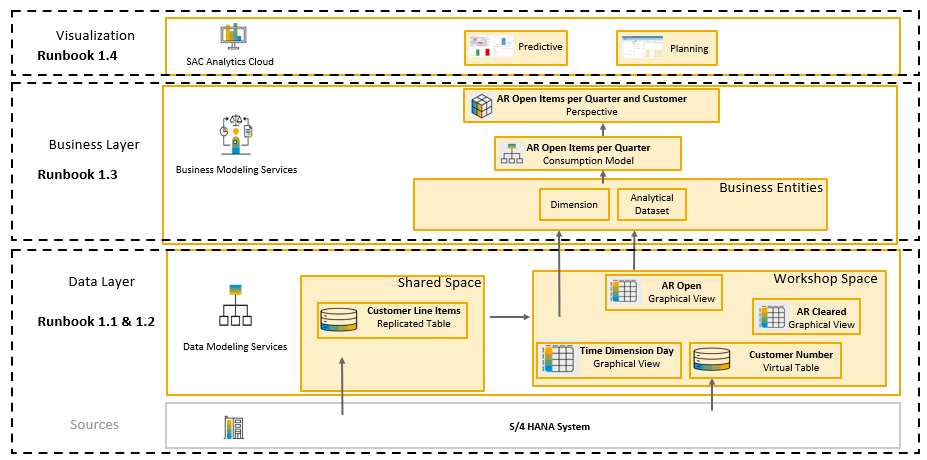 Visualization
Runbook 1.4
SAC Analytics Cloud
Predictive
Planning
Business Layer
Runbook 1.3
Business Modeling Services
AR Open Items per Quarter and Customer
Perspective
AR Open Items per Quarter
Consumption Model
Business Entities
Dimension
Analytical
Dataset
Data Layer
Runbook 1.1 & 1.2
Data Modeling Services
Shared Space
Customer Line Items
Replicated Table
Workshop Space
AR Open
Graphical View
AR Cleared
Graphical View
Time Dimension Day
Graphical View
Customer Number
Virtual Table
Sources
S/4 HANA System